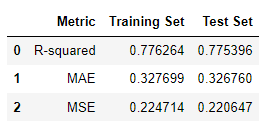 Metric Training Set Test Set
0 R-squared 0.776264 0.775396
1 MAE 0.327699 0.326760
2 MSE 0.224714 0.220647